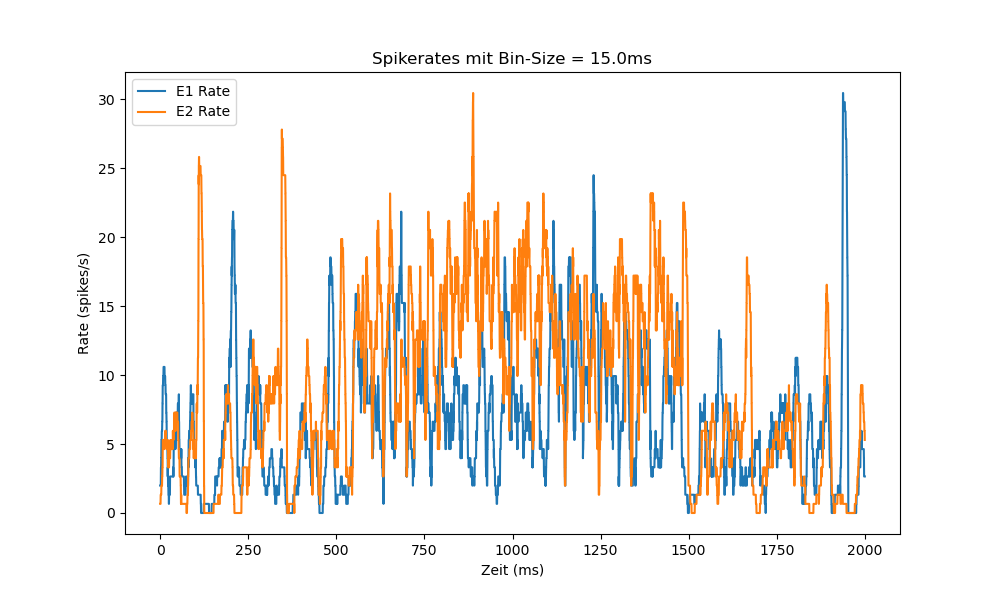 Spikerates mit Bin-Size = 15.0ms
E1 Rate
E2 Rate
30
25
20
15
10
5
0
Rate (spikes/s)
0 250 500 750 1000 1250 1500 1750 2000
Zeit (ms)